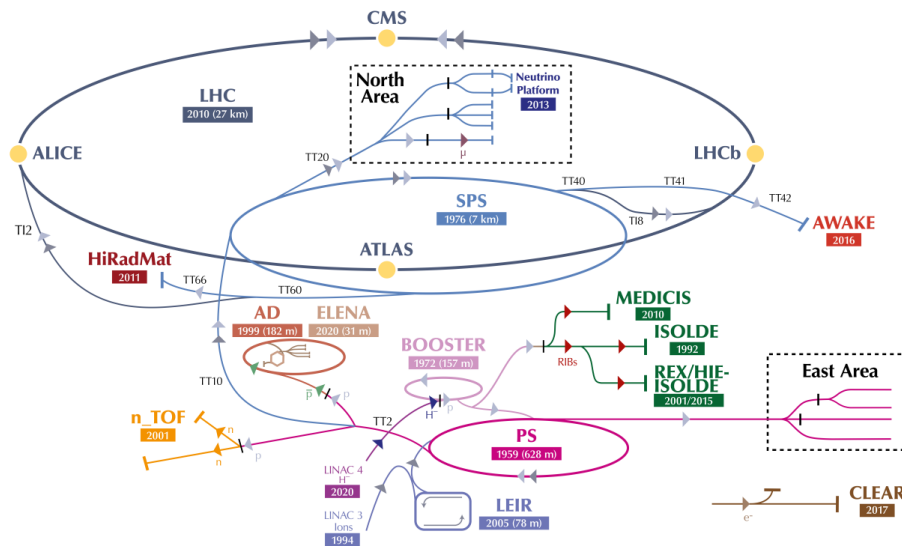 CMS
North
Area
Neutrino
Platform
2013
LHC
2010 (27 km)
μ
ALICE
LHCb
TT20
TT40
TT41
TT42
SPS
1976 (7 km)
TI2
TI8
AWAKE
2016
ATLAS
HiRadMat
2011
TT66
TT60
MEDICIS
2010
AD
1999 (182 m)
ELENA
2020 (31 m)
BOOSTER
1972 (157 m)
ISOLDE
1992
RIBs
REX/HIE-
ISOLDE
2001/2015
East Area
TT10
p̅
p
H⁻
p
n_TOF
2001
n
n
p
TT2
PS
1959 (628 m)
LINAC 4
H⁻
2020
LINAC 3
Ions
1994
LEIR
2005 (78 m)
CLEAR
2017
e⁻